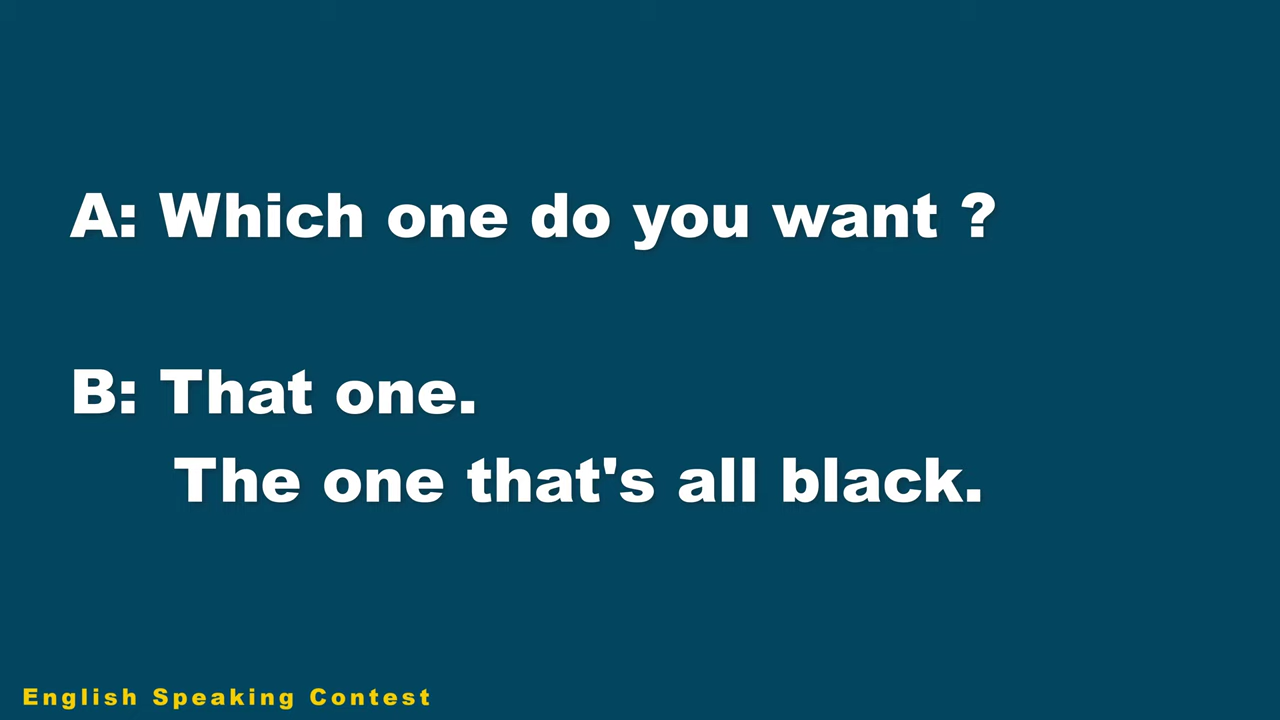 A: Which one do you want ?
B: That one.
The one that's all black.
English Speaking Contest